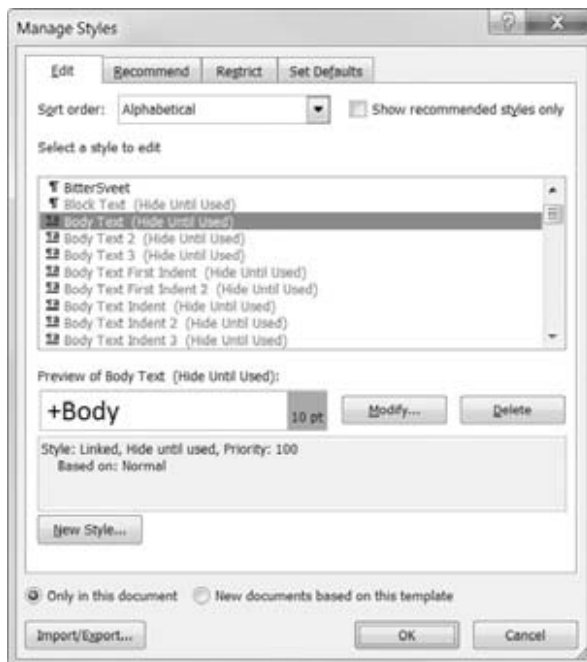 Manage Styles
?
X
Edit Recommend Restrict Set Defaults
Sort order: Alphabetical Show recommended styles only
Select a style to edit
¶ BitterSveet
¶ Block Text (Hide Until Used)
¶a Body Text (Hide Until Used)
¶a Body Text 2 (Hide Until Used)
¶a Body Text 3 (Hide Until Used)
¶a Body Text First Indent (Hide Until Used)
¶a Body Text First Indent 2 (Hide Until Used)
¶a Body Text Indent (Hide Until Used)
¶a Body Text Indent 2 (Hide Until Used)
¶a Body Text Indent 3 (Hide Until Used)
Preview of Body Text (Hide Until Used):
+Body 10 pt Modify... Delete
Style: Linked, Hide until used, Priority: 100
Based on: Normal
New Style...
Only in this document New documents based on this template
Import/Export... OK Cancel